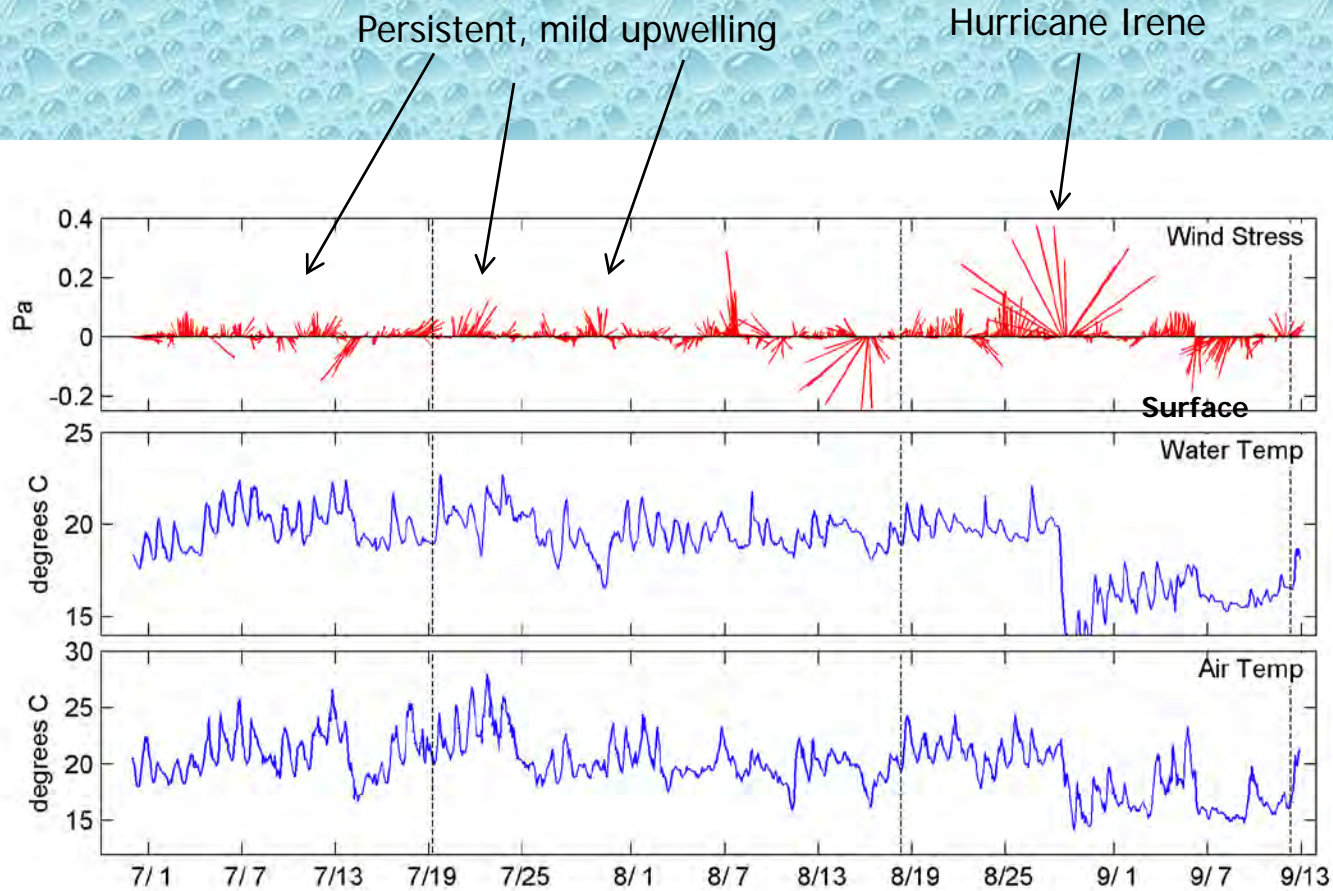 Persistent, mild upwelling
Hurricane Irene
Wind Stress
Pa
0.4
0.2
0
-0.2
Surface
Water Temp
degrees C
25
20
15
Air Temp
degrees C
30
25
20
15
7/ 1 7/ 7 7/13 7/19 7/25 8/ 1 8/ 7 8/13 8/19 8/25 9/ 1 9/ 7 9/13